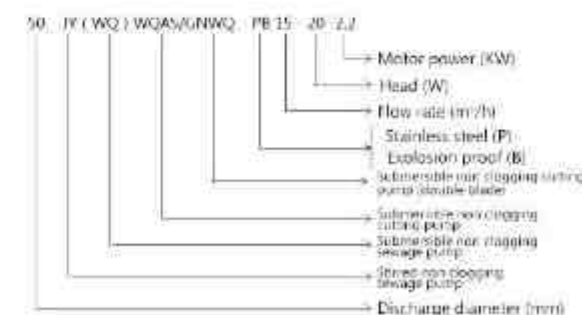 50 JY ( WQ ) WQAS/GNWQ PB 15 20 2.2
Motor power (KW)
Head (W)
Flow rate (m³/h)
Stainless steel (P)
Explosion proof (B)
Submersible non clogging cutting
pump (double blade)
Submersible non clogging
cutting pump
Submersible non clogging
sewage pump
Stirred non clogging
sewage pump
Discharge diameter (mm)